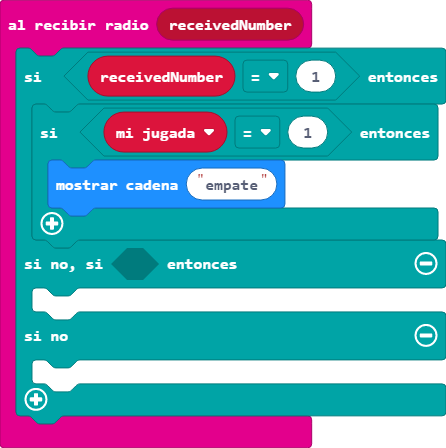 al recibir radio receivedNumber
si receivedNumber = 1 entonces
si mi jugada = 1 entonces
mostrar cadena "empate"
si no, si entonces
si no